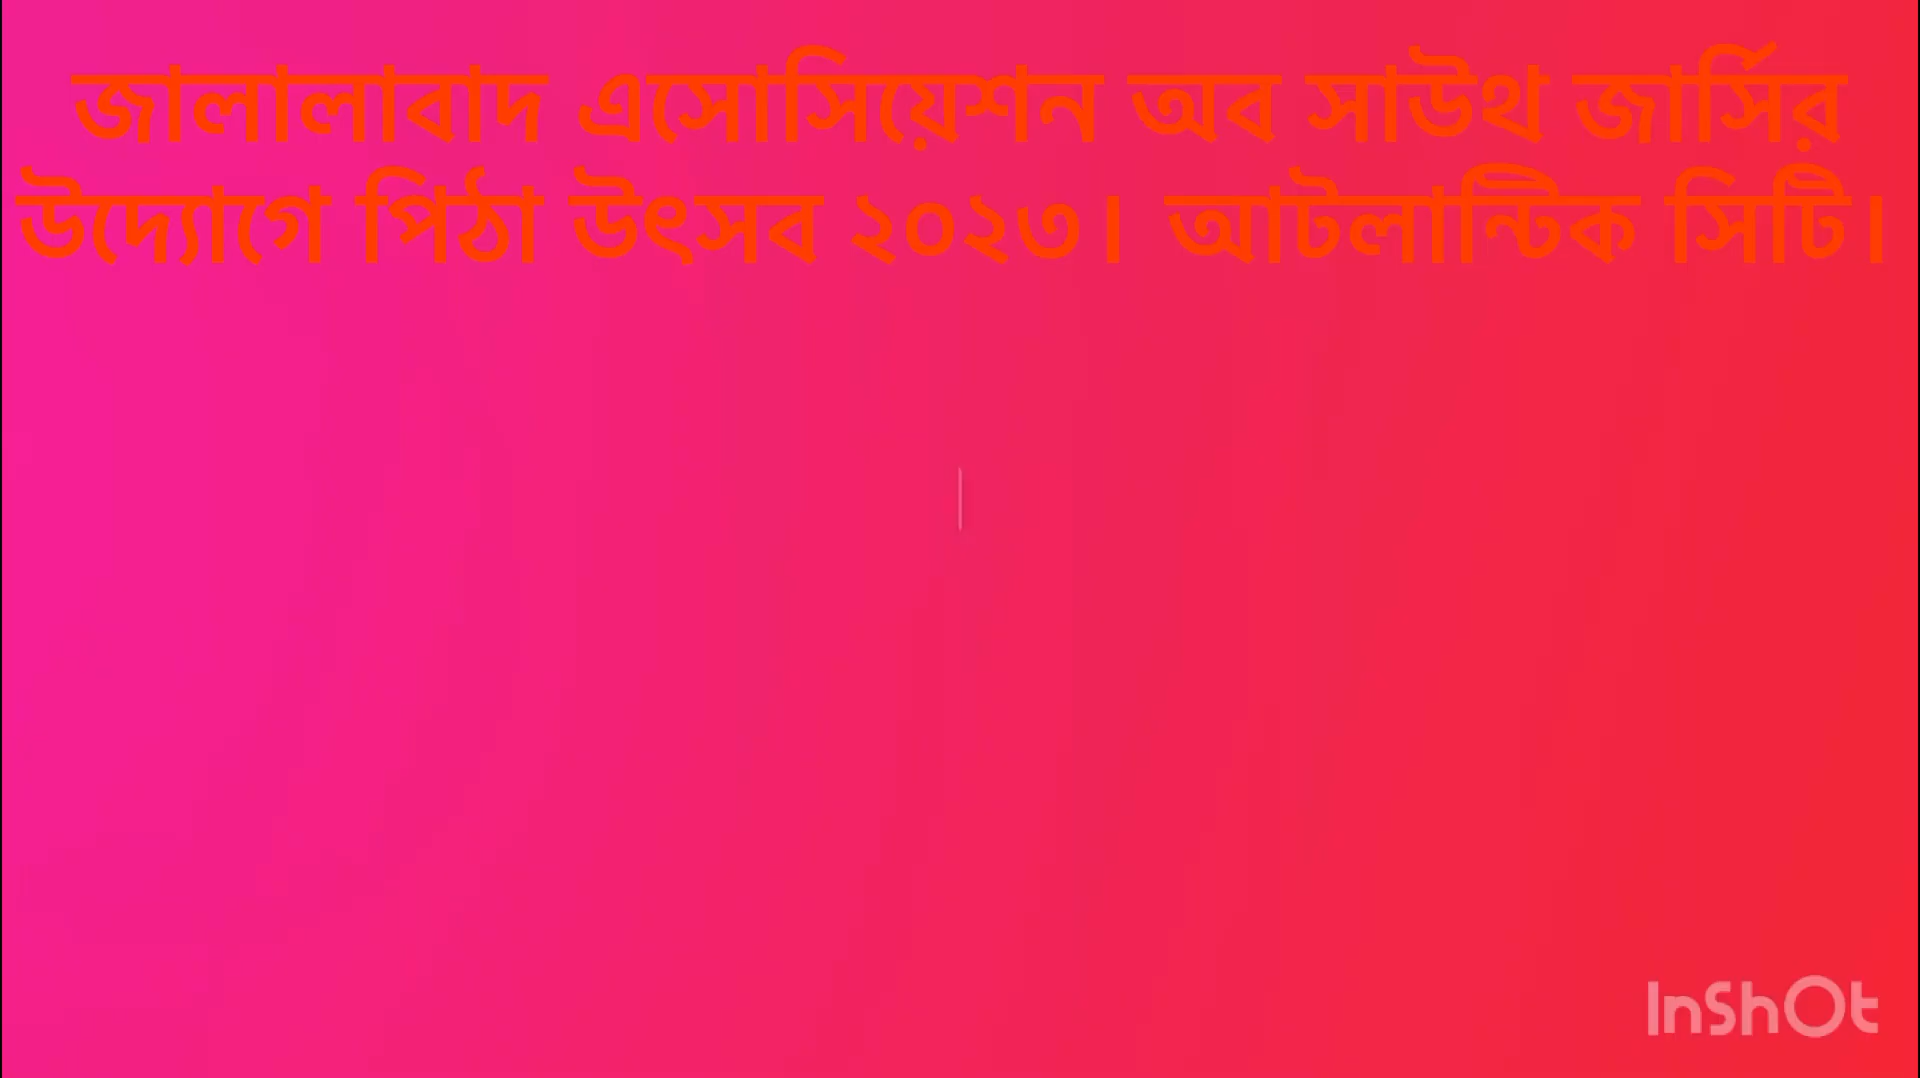 জালালাবাদ এসোসিয়েশন অব সাউথ জার্সির
উদ্যোগে পিঠা উৎসব ২০২৩। আটলান্টিক সিটি।
InShOt